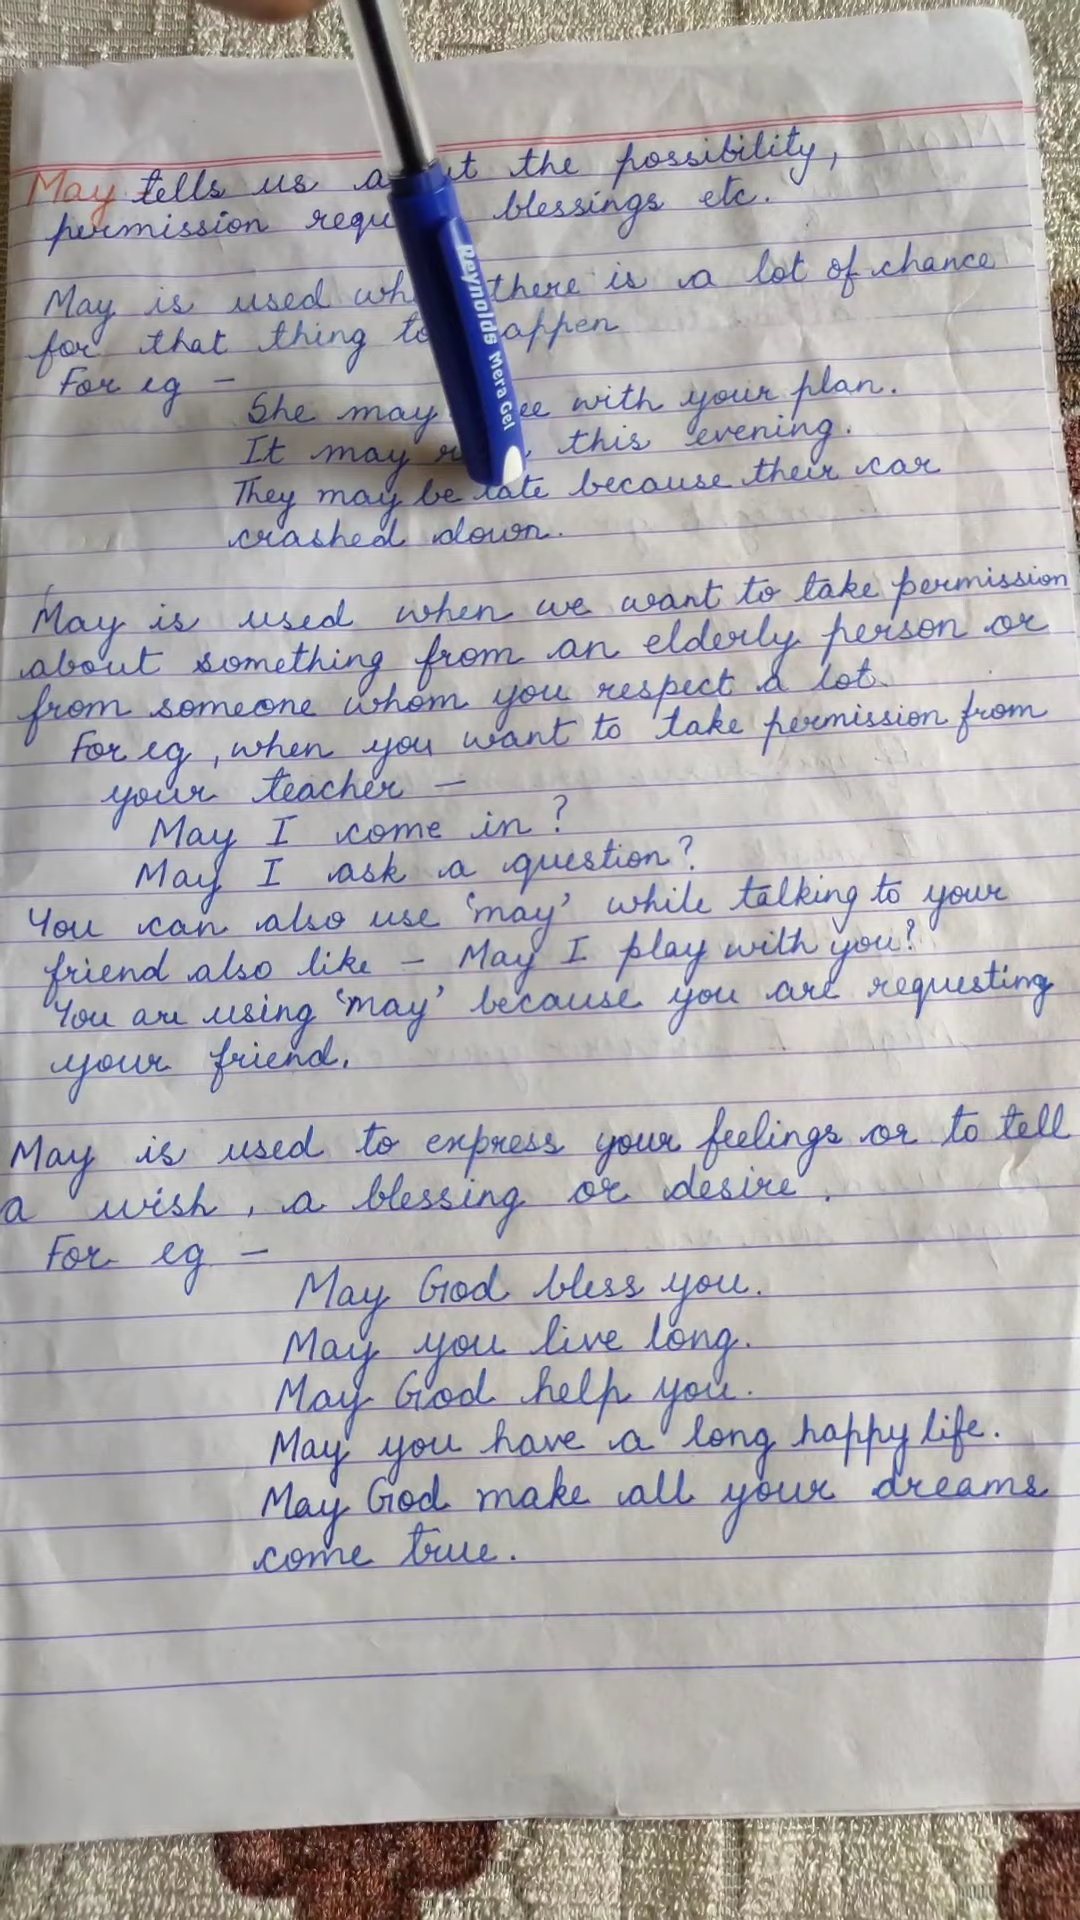 May tells us a t the possibility,
permission requ blessings etc.
May is used wh there is a lot of chance
for that thing to appen
For eg -
She may ee with your plan.
It may r this evening.
They may be late because their car
crashed down.
May is used when we want to take permission
about something from an elderly person or
from someone whom you respect a lot.
For eg, when you want to take permission from
your teacher -
May I come in?
May I ask a question?
You can also use 'may' while talking to your
friend also like - May I play with you?
You are using 'may' because you are requesting
your friend.
May is used to express your feelings or to tell
a wish, a blessing or desire.
For eg -
May God bless you.
May you live long.
May God help you.
May you have a long happy life.
May God make all your dreams
come true.
Reynolds Mera Gel